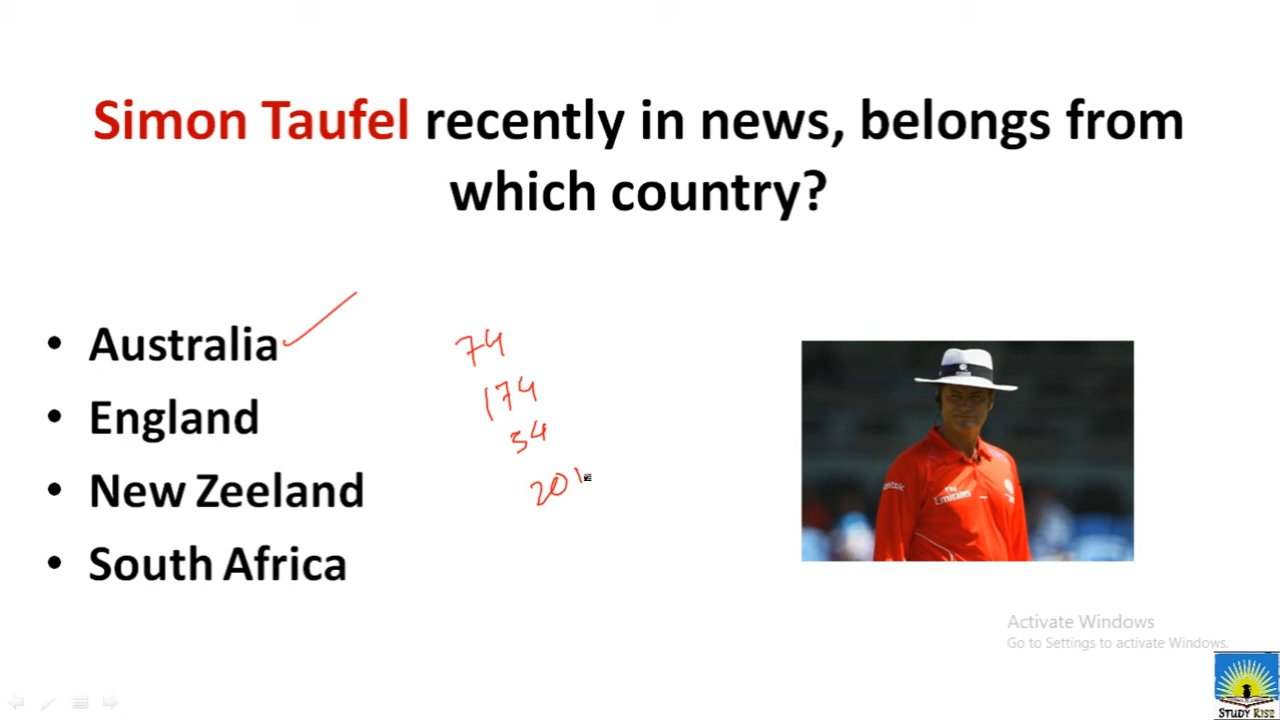 Simon Taufel recently in news, belongs from
which country?
• Australia
• England
• New Zeeland
• South Africa
74
174
34
201
Emirates
Activate Windows
Go to Settings to activate Windows.
STUDY RISE